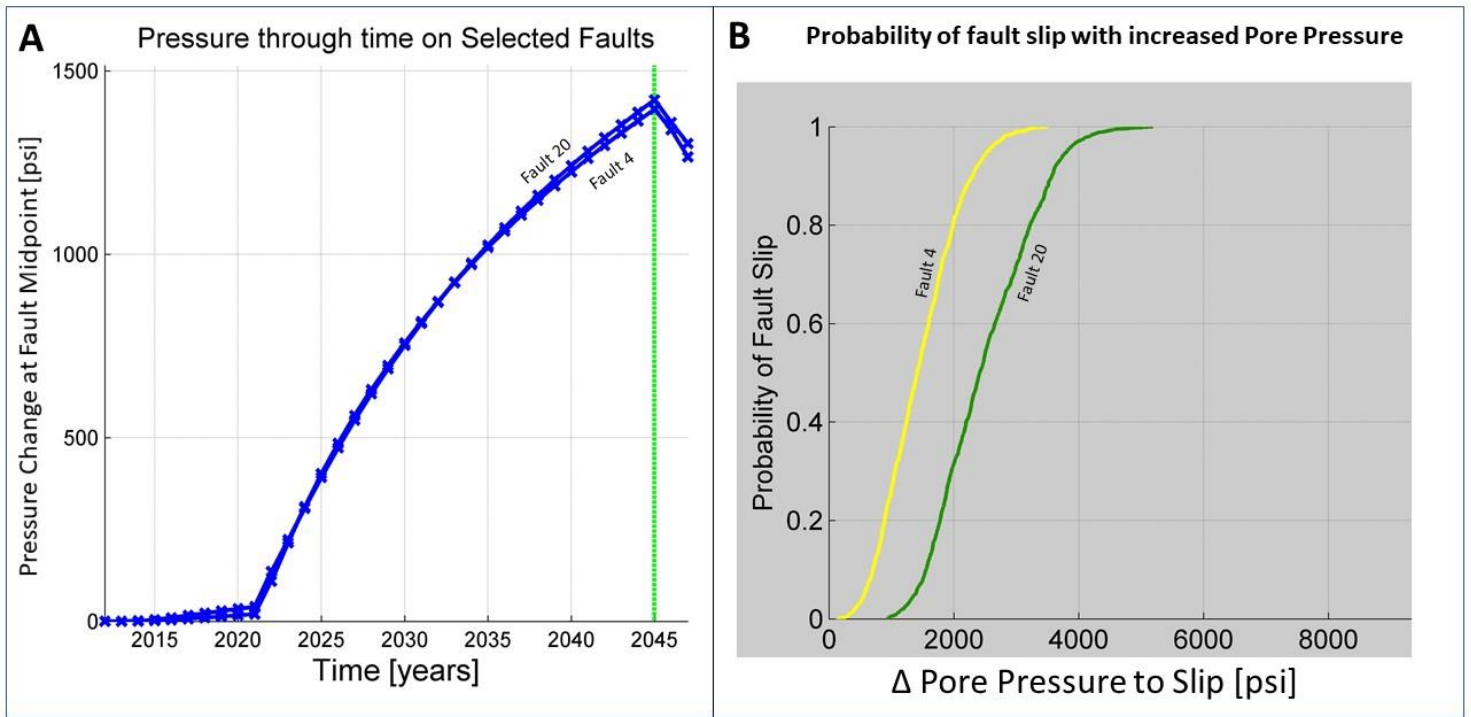 A
Pressure through time on Selected Faults
Pressure Change at Fault Midpoint [psi]
1500
1000
500
0
Fault 20
Fault 4
2015 2020 2025 2030 2035 2040 2045
Time [years]
B
Probability of fault slip with increased Pore Pressure
Probability of Fault Slip
1
0.8
0.6
0.4
0.2
0
Fault 4
Fault 20
0 2000 4000 6000 8000
Δ Pore Pressure to Slip [psi]